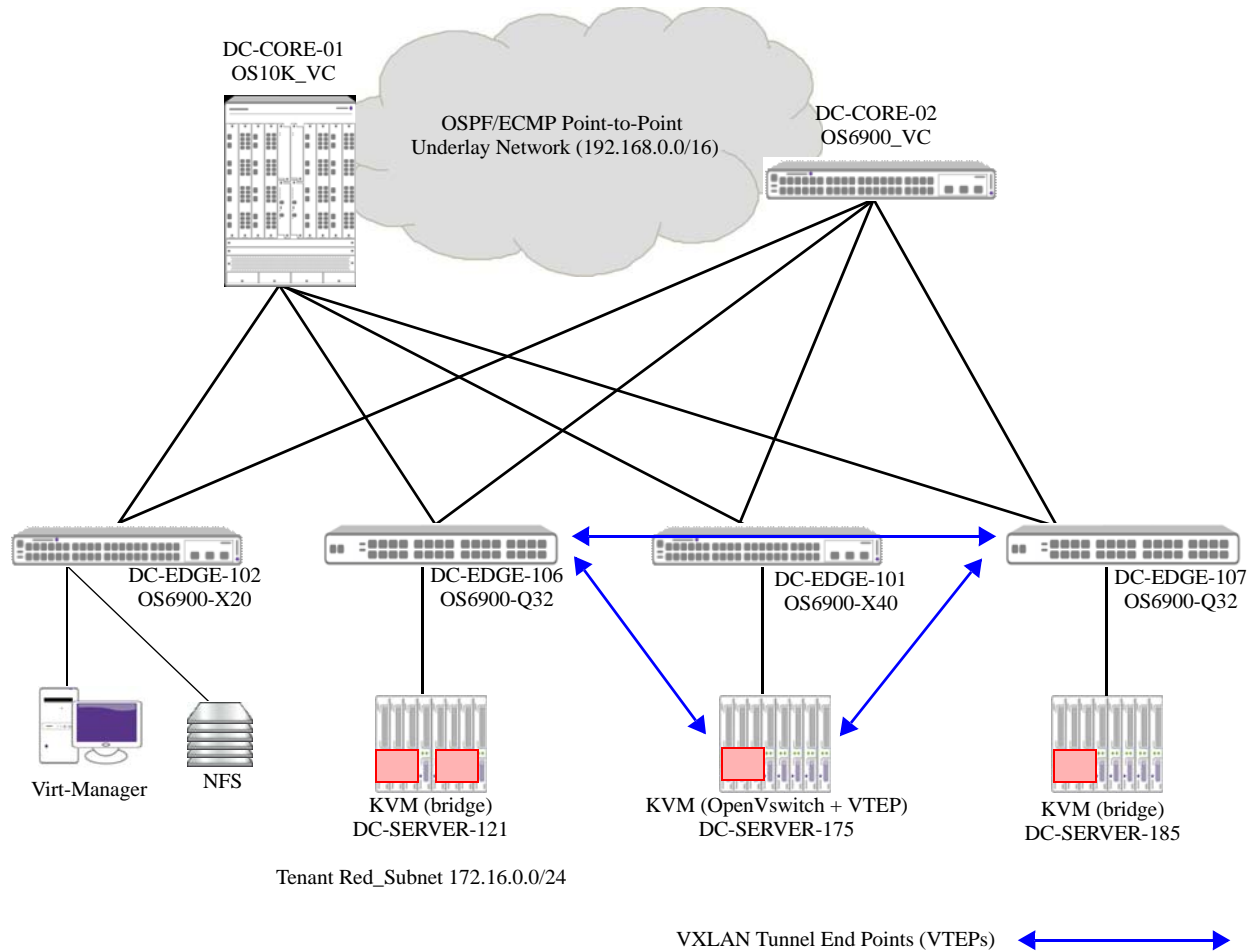 DC-CORE-01
OS10K_VC
OSPF/ECMP Point-to-Point
Underlay Network (192.168.0.0/16)
DC-CORE-02
OS6900_VC
DC-EDGE-102
OS6900-X20
DC-EDGE-106
OS6900-Q32
DC-EDGE-101
OS6900-X40
DC-EDGE-107
OS6900-Q32
Virt-Manager
NFS
KVM (bridge)
DC-SERVER-121
KVM (OpenVswitch + VTEP)
DC-SERVER-175
KVM (bridge)
DC-SERVER-185
Tenant Red_Subnet 172.16.0.0/24
VXLAN Tunnel End Points (VTEPs)